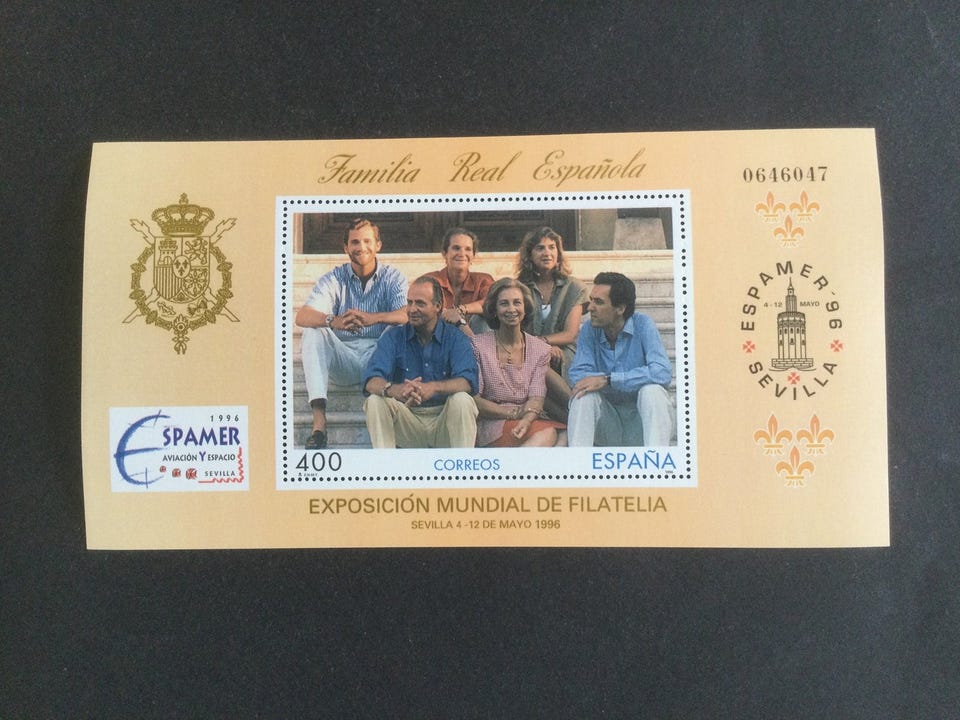 Familia Real Española
0646047
ESPAMER '96
4-12 MAYO
SEVILLA
1996
ESPAMER
AVIACIÓN Y ESPACIO
SEVILLA
400
CORREOS
ESPAÑA
EXPOSICIÓN MUNDIAL DE FILATELIA
SEVILLA 4-12 DE MAYO 1996